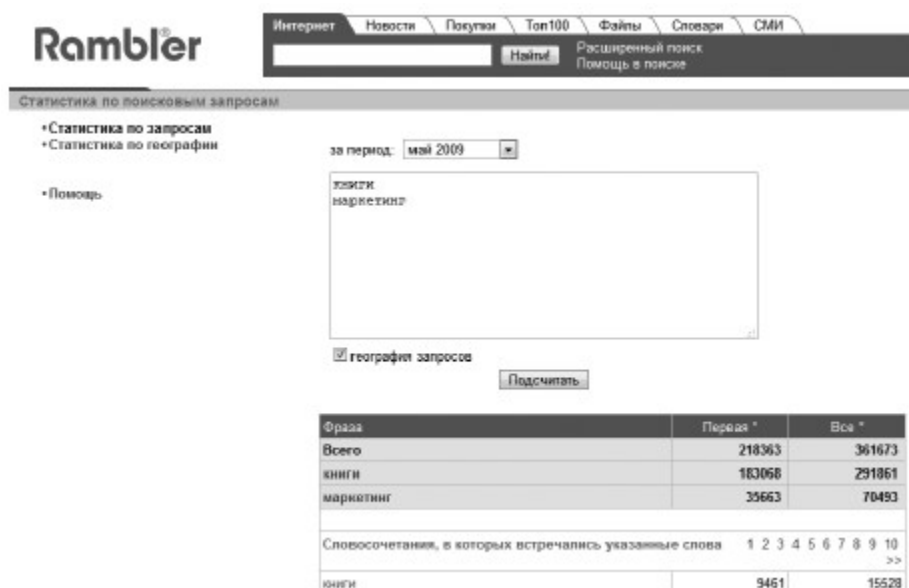 Rambler
Интернет Новости Покупки Топ100 Файлы Словари СМИ
Найти!
Расширенный поиск
Помощь в поиске
Статистика по поисковым запросам
•Статистика по запросам
•Статистика по географии
•Помощь
за период: май 2009
книги
маркетинг
география запросов
Подсчитать
Фраза Первая * Все *
Всего 218363 361673
книги 183068 291861
маркетинг 35663 70493
Словосочетания, в которых встречались указанные слова 1 2 3 4 5 6 7 8 9 10
>>
книги 9461 15528